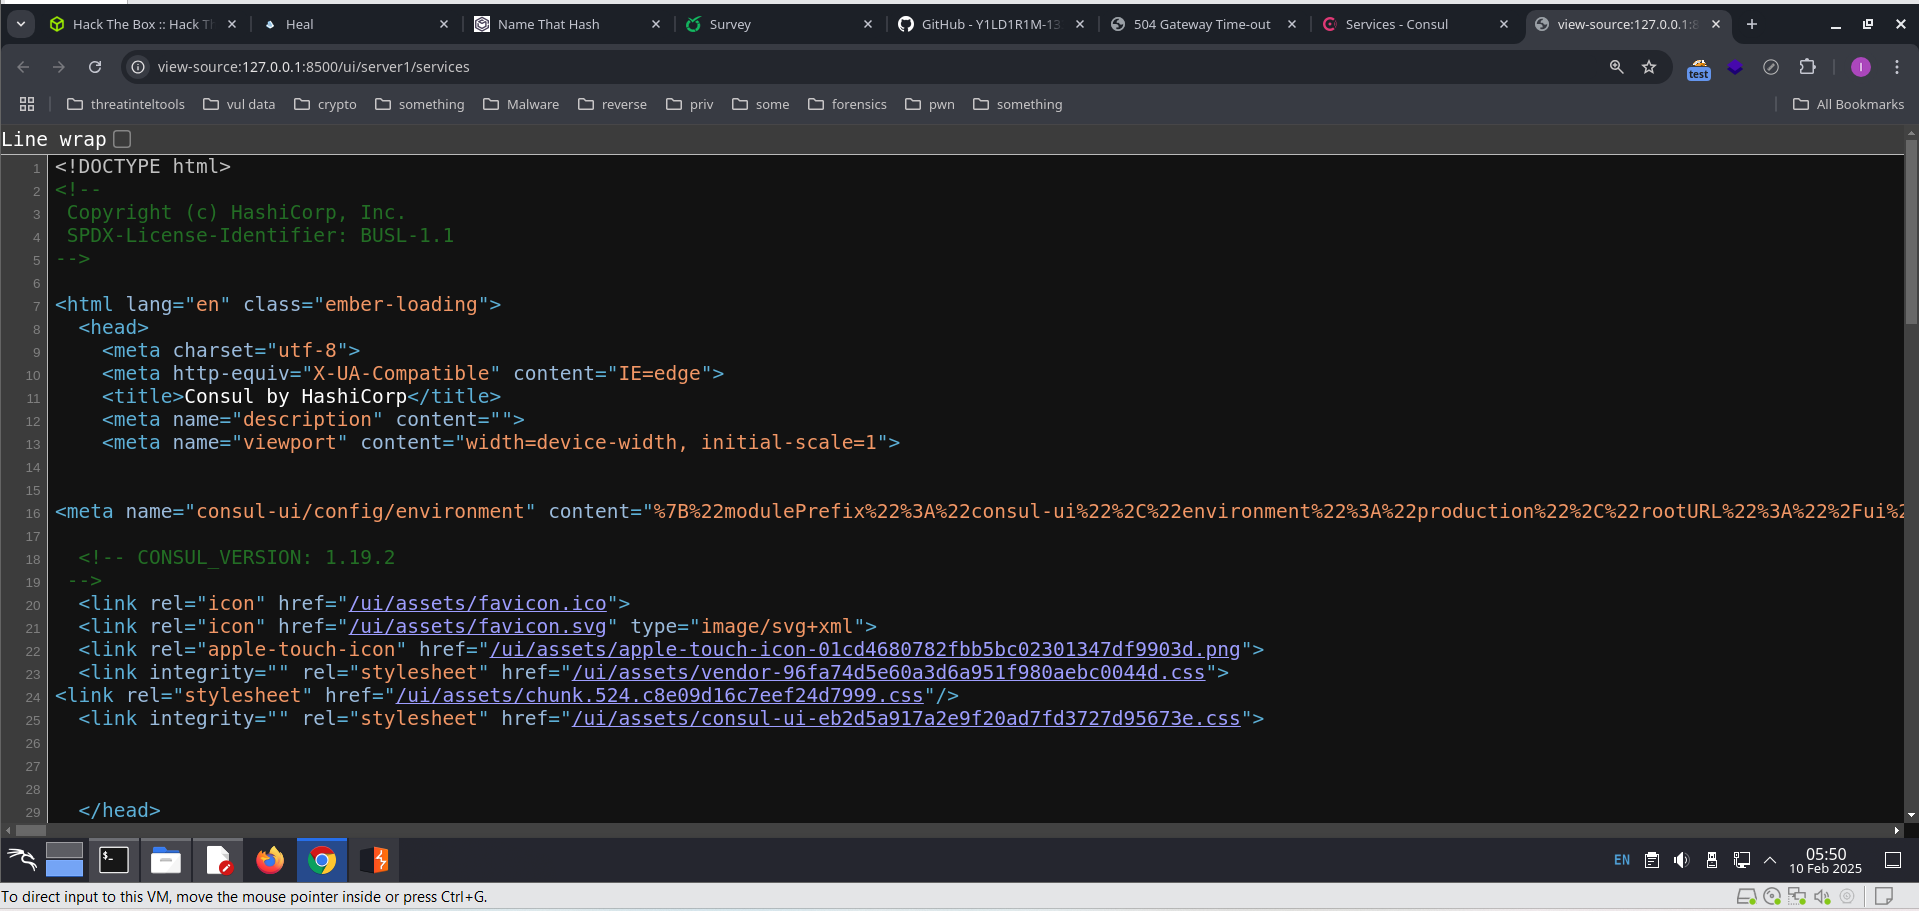 Hack The Box :: Hack Th
Heal
Name That Hash
Survey
GitHub - Y1LD1R1M-13
504 Gateway Time-out
Services - Consul
view-source:127.0.0.1:8
view-source:127.0.0.1:8500/ui/server1/services
test
I
threatinteltools
vul data
crypto
something
Malware
reverse
priv
some
forensics
pwn
something
All Bookmarks
Line wrap
1 <!DOCTYPE html>
2 <!--
3 Copyright (c) HashiCorp, Inc.
4 SPDX-License-Identifier: BUSL-1.1
5 -->
6
7 <html lang="en" class="ember-loading">
8 <head>
9 <meta charset="utf-8">
10 <meta http-equiv="X-UA-Compatible" content="IE=edge">
11 <title>Consul by HashiCorp</title>
12 <meta name="description" content="">
13 <meta name="viewport" content="width=device-width, initial-scale=1">
14
15
16 <meta name="consul-ui/config/environment" content="%7B%22modulePrefix%22%3A%22consul-ui%22%2C%22environment%22%3A%22production%22%2C%22rootURL%22%3A%22%2Fui%2
17
18 <!-- CONSUL_VERSION: 1.19.2
19 -->
20 <link rel="icon" href="/ui/assets/favicon.ico">
21 <link rel="icon" href="/ui/assets/favicon.svg" type="image/svg+xml">
22 <link rel="apple-touch-icon" href="/ui/assets/apple-touch-icon-01cd4680782fbb5bc02301347df9903d.png">
23 <link integrity="" rel="stylesheet" href="/ui/assets/vendor-96fa74d5e60a3d6a951f980aebc0044d.css">
24 <link rel="stylesheet" href="/ui/assets/chunk.524.c8e09d16c7eef24d7999.css"/>
25 <link integrity="" rel="stylesheet" href="/ui/assets/consul-ui-eb2d5a917a2e9f20ad7fd3727d95673e.css">
26
27
28
29 </head>
EN
05:50
10 Feb 2025
To direct input to this VM, move the mouse pointer inside or press Ctrl+G.